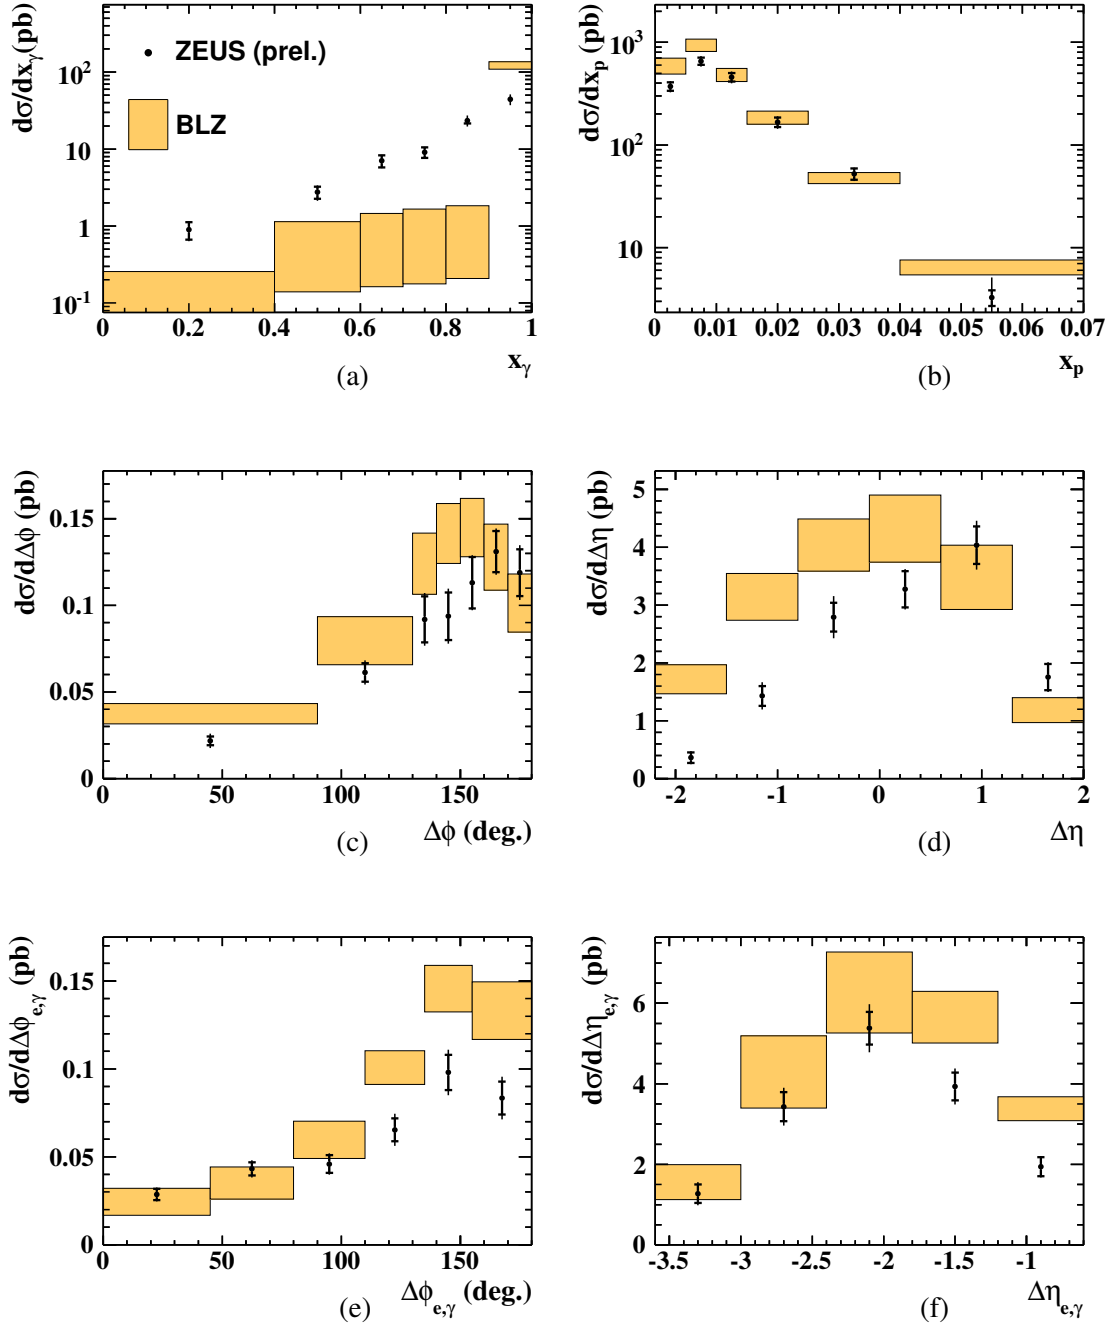 dσ/dx_γ (pb)
ZEUS (prel.)
BLZ
10^2
10
1
10^-1
0 0.2 0.4 0.6 0.8 1
x_γ
(a)
dσ/dx_p (pb)
10^3
10^2
10
0 0.01 0.02 0.03 0.04 0.05 0.06 0.07
x_p
(b)
dσ/dΔϕ (pb)
0.15
0.1
0.05
0
0 50 100 150
Δϕ (deg.)
(c)
dσ/dΔη (pb)
5
4
3
2
1
0
-2 -1 0 1 2
Δη
(d)
dσ/dΔϕ_e,γ (pb)
0.15
0.1
0.05
0
0 50 100 150
Δϕ_e,γ (deg.)
(e)
dσ/dΔη_e,γ (pb)
6
4
2
0
-3.5 -3 -2.5 -2 -1.5 -1
Δη_e,γ
(f)